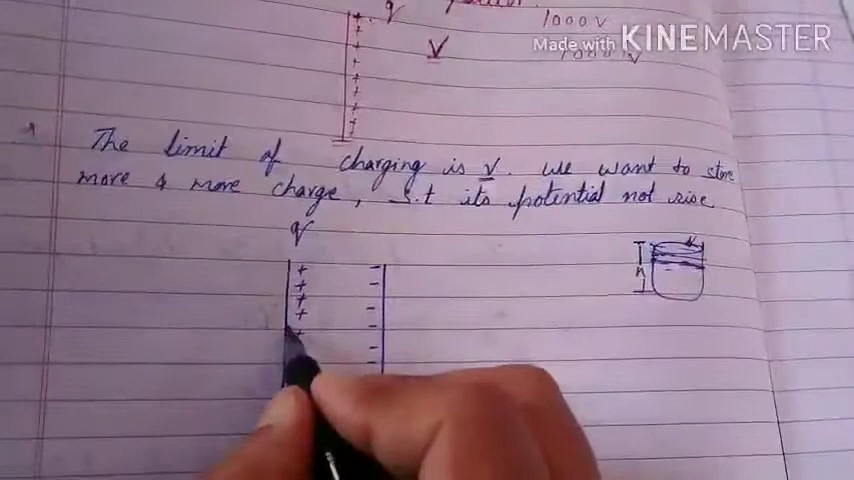 q
1000 V
V
Made with KINEMASTER
1000 V
The limit of charging is V. we want to store
more & more charge, s.t its potential not rise
q
h